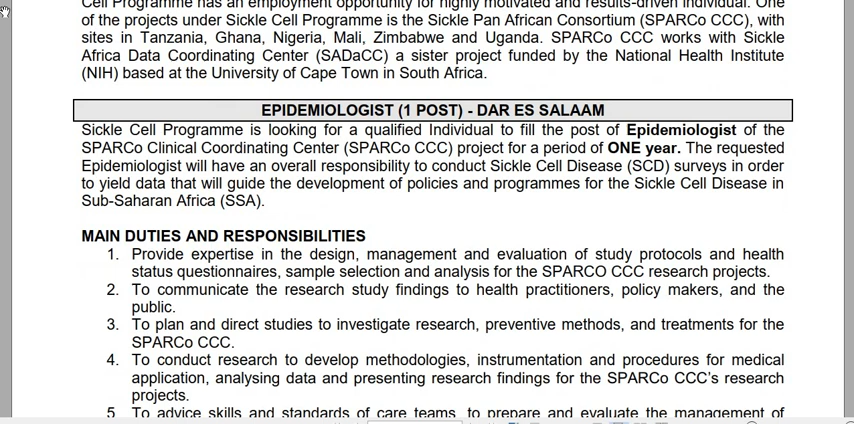 Cell Programme has an employment opportunity for highly motivated and results-driven individual. One
of the projects under Sickle Cell Programme is the Sickle Pan African Consortium (SPARCo CCC), with
sites in Tanzania, Ghana, Nigeria, Mali, Zimbabwe and Uganda. SPARCo CCC works with Sickle
Africa Data Coordinating Center (SADaCC) a sister project funded by the National Health Institute
(NIH) based at the University of Cape Town in South Africa.
EPIDEMIOLOGIST (1 POST) - DAR ES SALAAM
Sickle Cell Programme is looking for a qualified Individual to fill the post of Epidemiologist of the
SPARCo Clinical Coordinating Center (SPARCo CCC) project for a period of ONE year. The requested
Epidemiologist will have an overall responsibility to conduct Sickle Cell Disease (SCD) surveys in order
to yield data that will guide the development of policies and programmes for the Sickle Cell Disease in
Sub-Saharan Africa (SSA).
MAIN DUTIES AND RESPONSIBILITIES
1. Provide expertise in the design, management and evaluation of study protocols and health
status questionnaires, sample selection and analysis for the SPARCO CCC research projects.
2. To communicate the research study findings to health practitioners, policy makers, and the
public.
3. To plan and direct studies to investigate research, preventive methods, and treatments for the
SPARCo CCC.
4. To conduct research to develop methodologies, instrumentation and procedures for medical
application, analysing data and presenting research findings for the SPARCo CCC's research
projects.
5. To advice skills and standards of care teams, to prepare and evaluate the management of